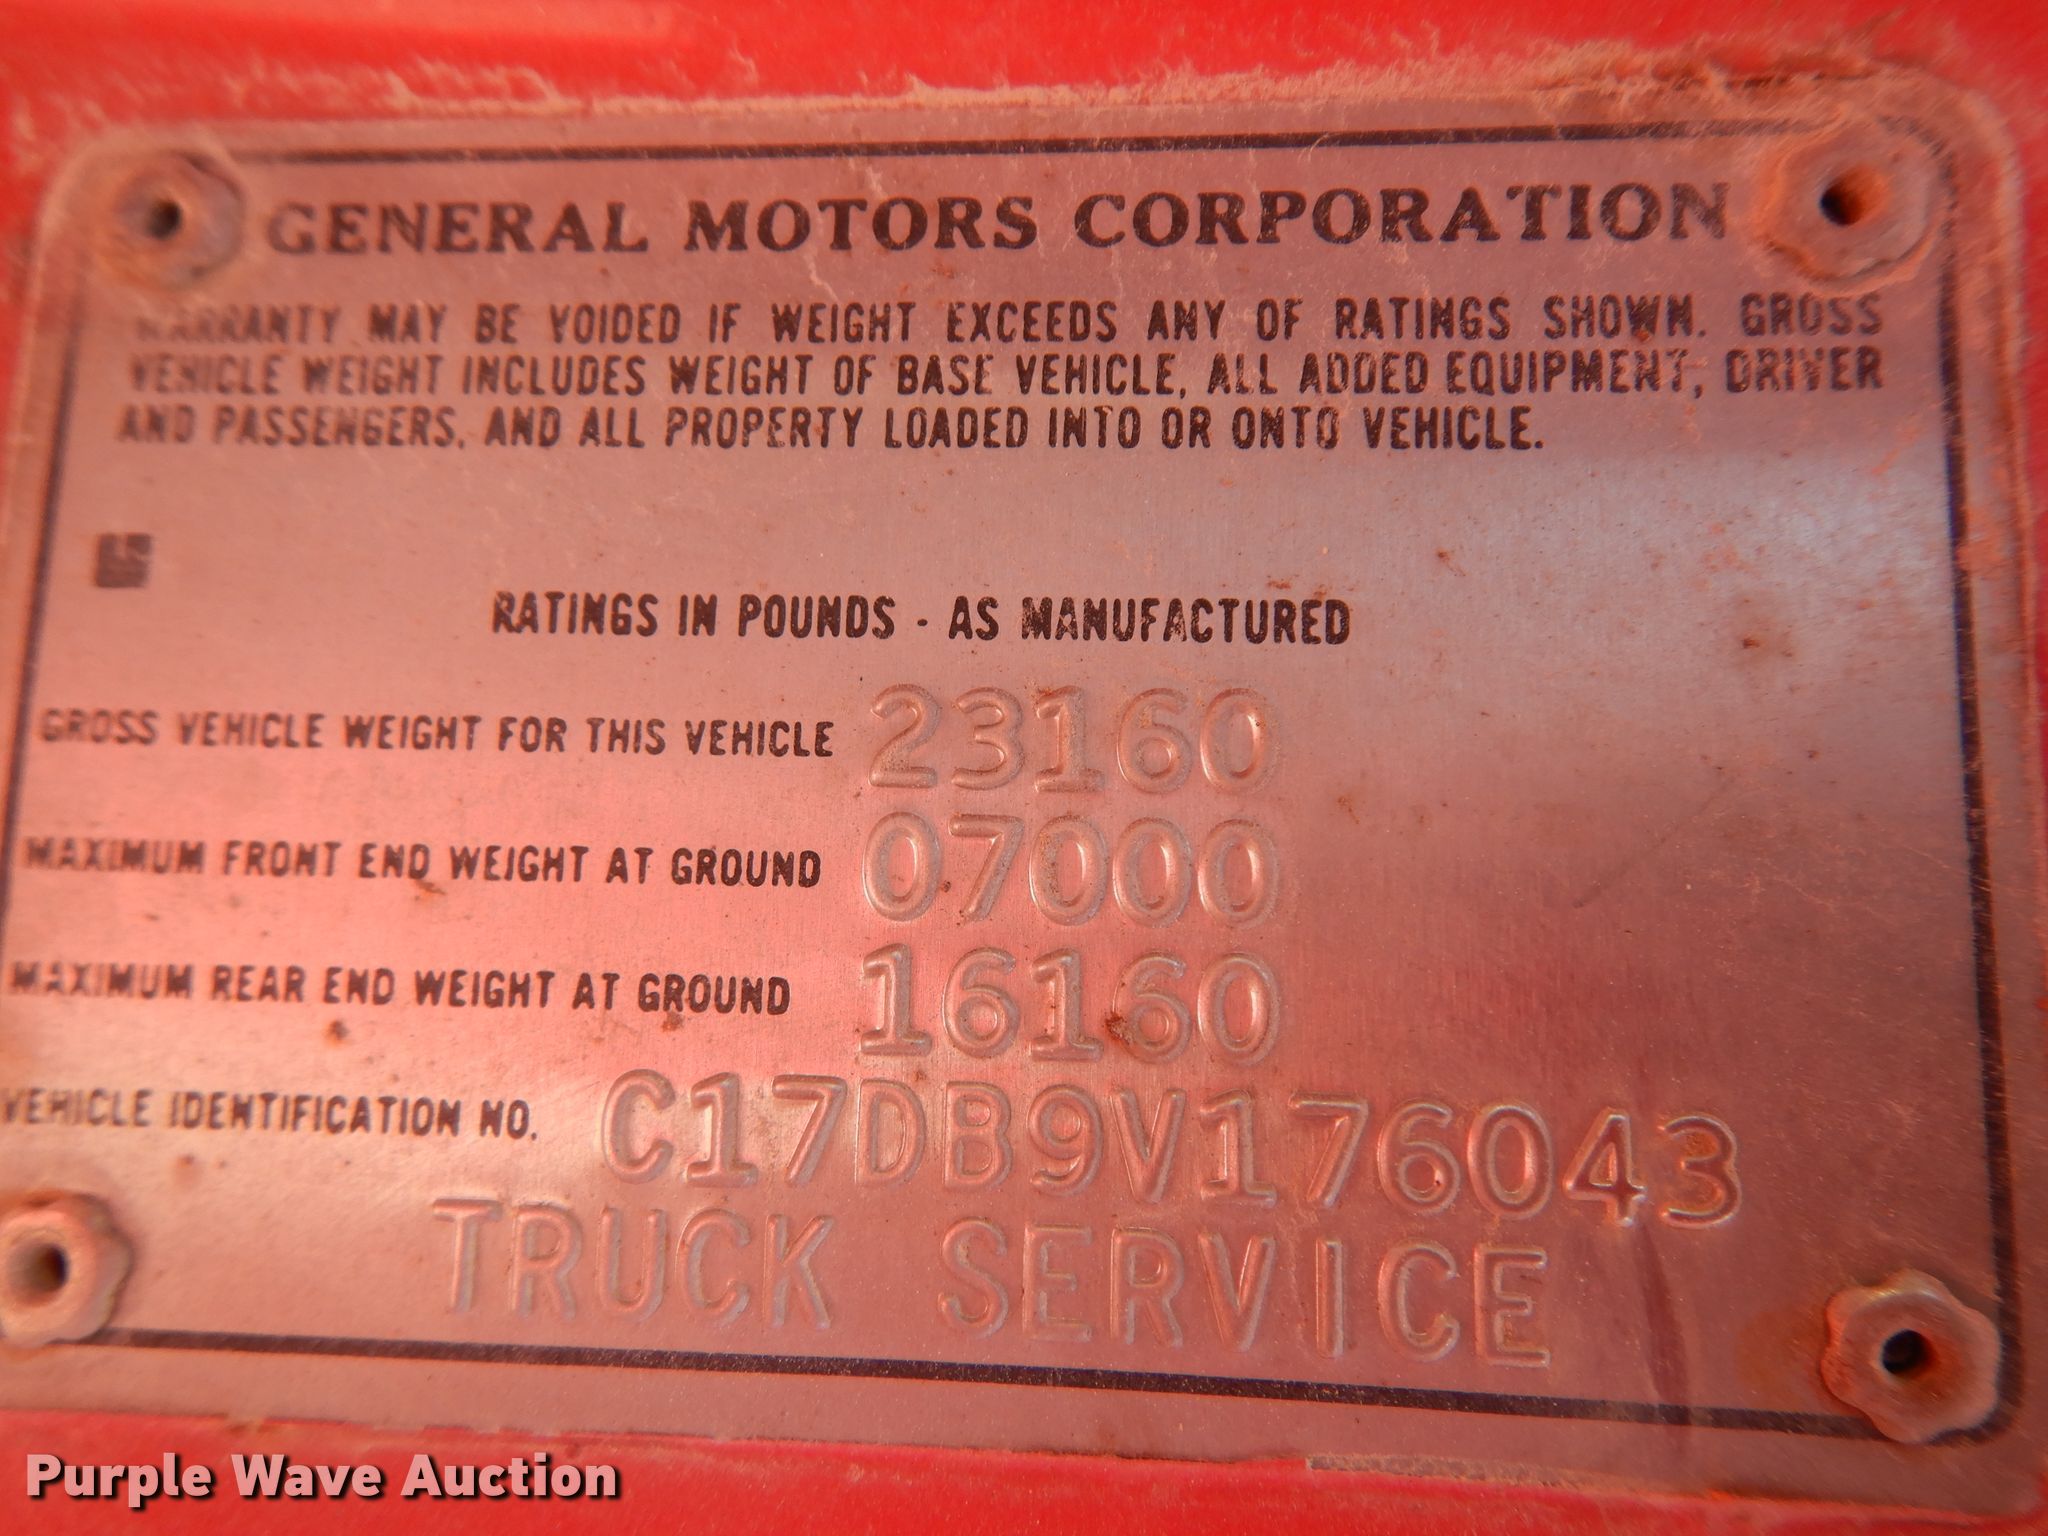 GENERAL MOTORS CORPORATION
WARRANTY MAY BE VOIDED IF WEIGHT EXCEEDS ANY OF RATINGS SHOWN. GROSS
VEHICLE WEIGHT INCLUDES WEIGHT OF BASE VEHICLE, ALL ADDED EQUIPMENT, DRIVER
AND PASSENGERS, AND ALL PROPERTY LOADED INTO OR ONTO VEHICLE.
RATINGS IN POUNDS - AS MANUFACTURED
GROSS VEHICLE WEIGHT FOR THIS VEHICLE 23160
MAXIMUM FRONT END WEIGHT AT GROUND 07000
MAXIMUM REAR END WEIGHT AT GROUND 16160
VEHICLE IDENTIFICATION NO. C17DB9V176043
TRUCK SERVICE
Purple Wave Auction